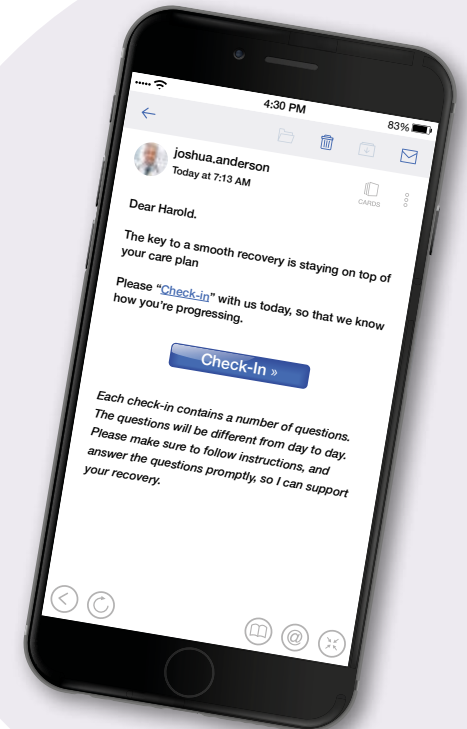 4:30 PM
83%
joshua.anderson
Today at 7:13 AM
CARDS
Dear Harold.
The key to a smooth recovery is staying on top of
your care plan
Please “Check-in” with us today, so that we know
how you’re progressing.
Check-In »
Each check-in contains a number of questions.
The questions will be different from day to day.
Please make sure to follow instructions, and
answer the questions promptly, so I can support
your recovery.
@